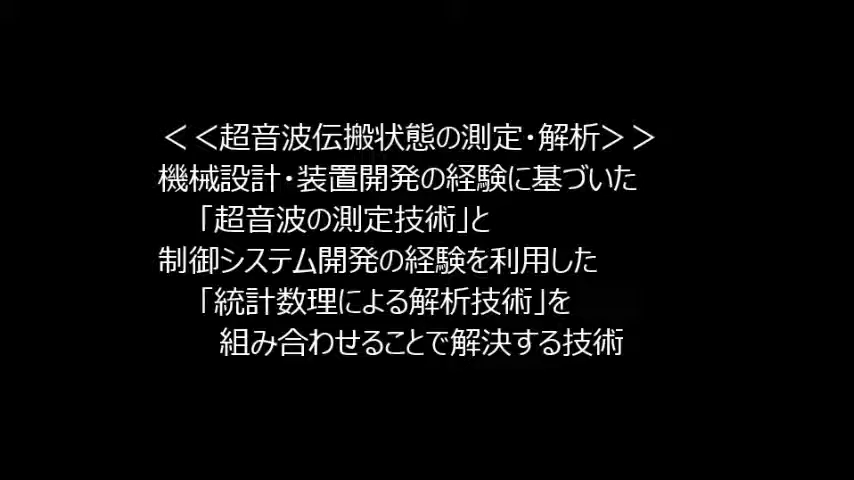 ＜＜超音波伝搬状態の測定・解析＞＞
機械設計・装置開発の経験に基づいた
「超音波の測定技術」と
制御システム開発の経験を利用した
「統計数理による解析技術」を
組み合わせることで解決する技術